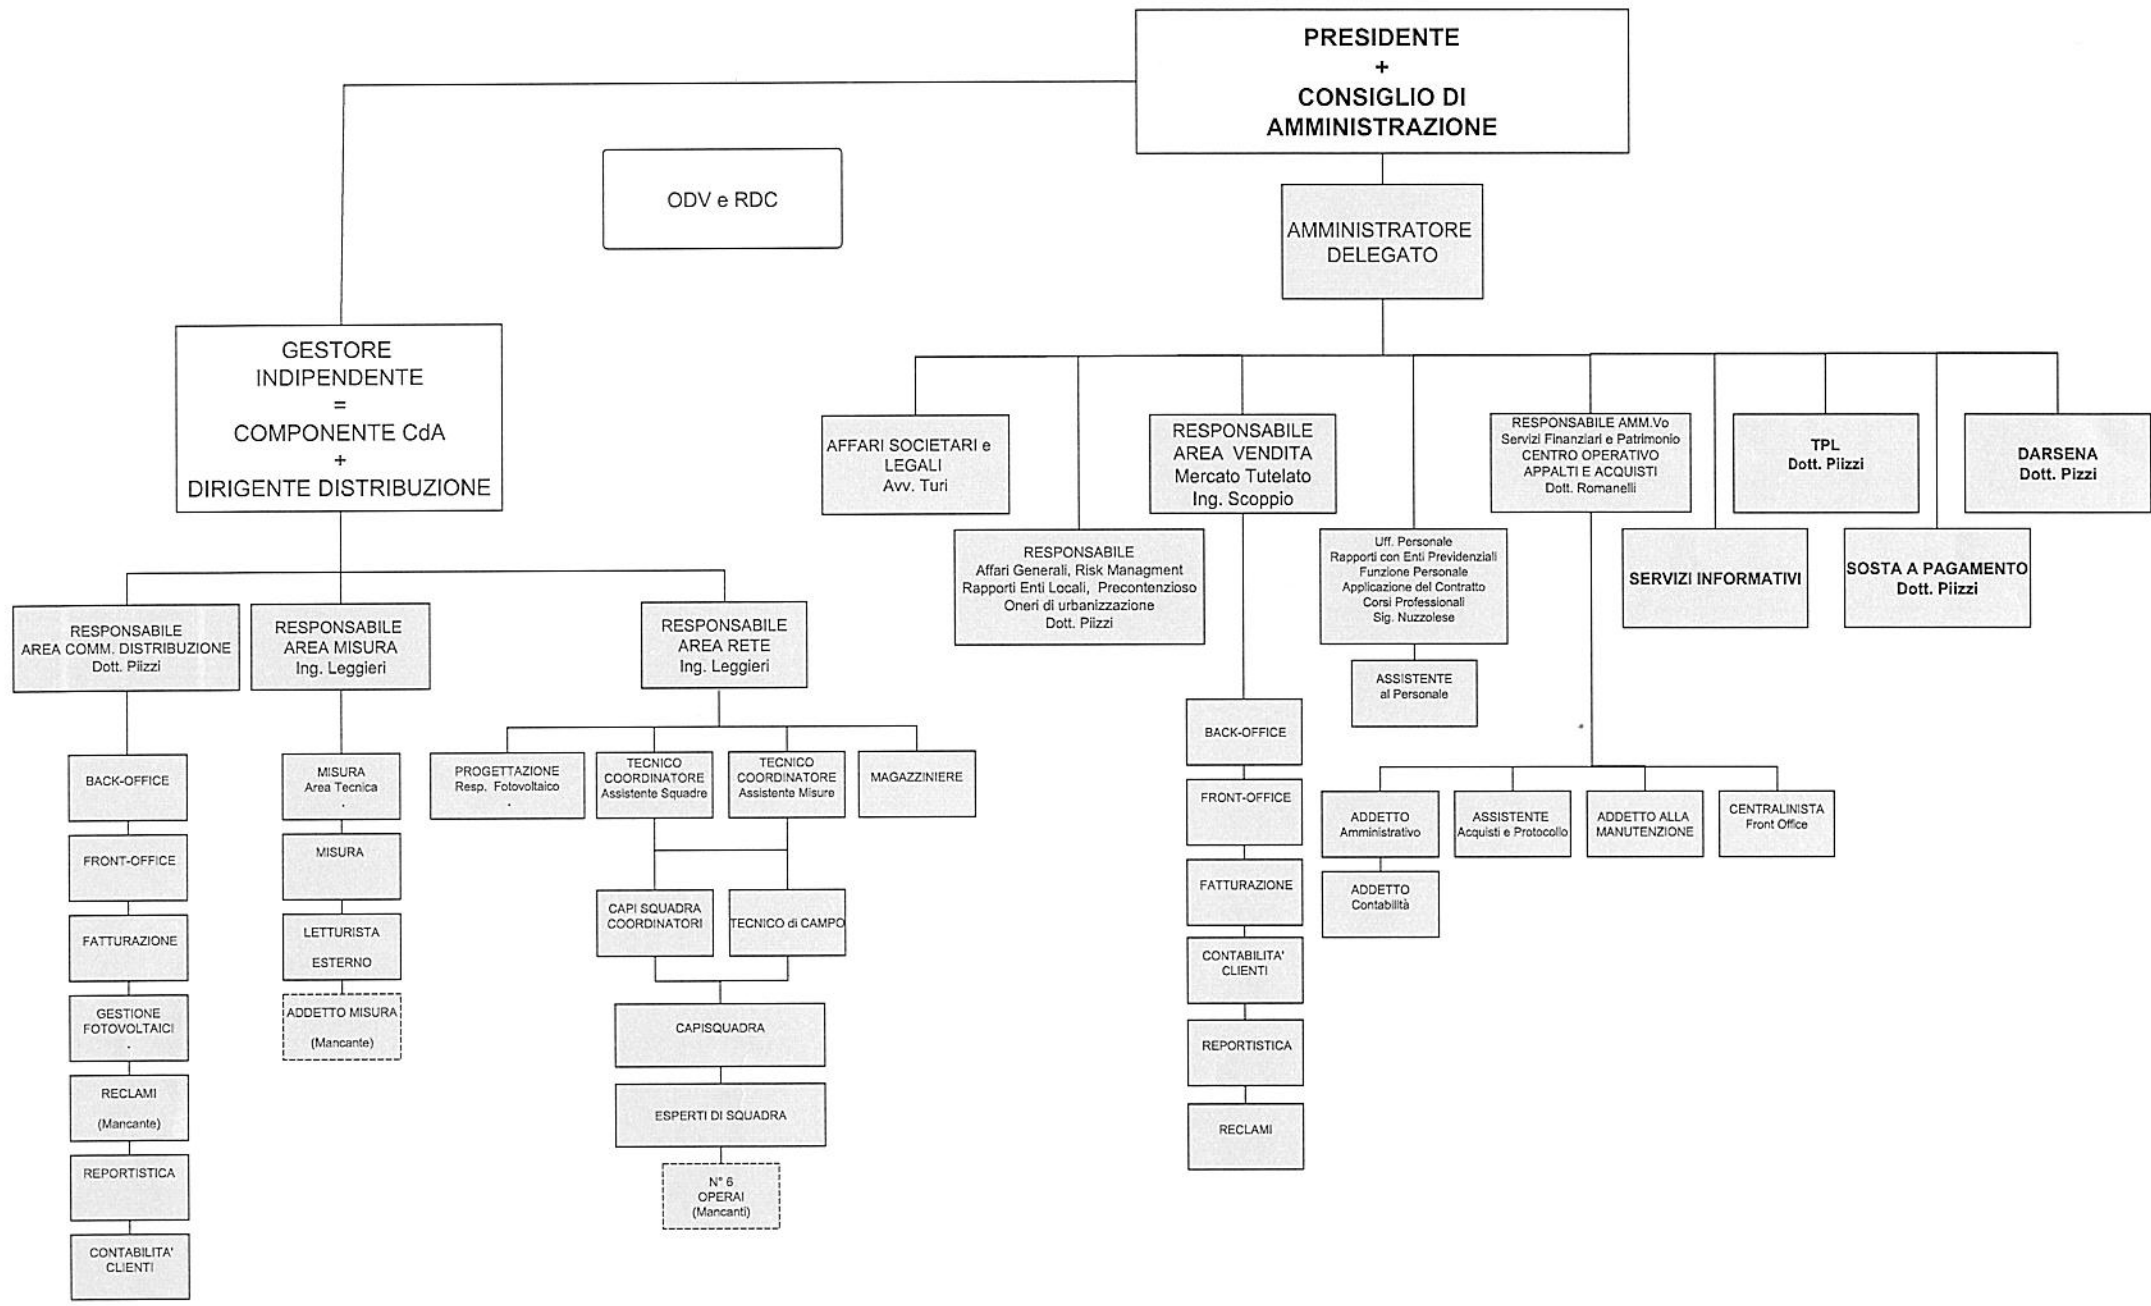 PRESIDENTE
+
CONSIGLIO DI
AMMINISTRAZIONE
ODV e RDC
AMMINISTRATORE
DELEGATO
GESTORE
INDIPENDENTE
=
COMPONENTE CdA
+
DIRIGENTE DISTRIBUZIONE
AFFARI SOCIETARI e
LEGALI
Avv. Turi
RESPONSABILE
AREA VENDITA
Mercato Tutelato
Ing. Scoppio
RESPONSABILE AMM.Vo
Servizi Finanziari e Patrimonio
CENTRO OPERATIVO
APPALTI E ACQUISTI
Dott. Romanelli
TPL
Dott. Piizzi
DARSENA
Dott. Pizzi
RESPONSABILE
Affari Generali, Risk Managment
Rapporti Enti Locali, Precontenzioso
Oneri di urbanizzazione
Dott. Piizzi
Uff. Personale
Rapporti con Enti Previdenziali
Funzione Personale
Applicazione del Contratto
Corsi Professionali
Sig. Nuzzolese
SERVIZI INFORMATIVI
SOSTA A PAGAMENTO
Dott. Piizzi
RESPONSABILE
AREA COMM. DISTRIBUZIONE
Dott. Piizzi
RESPONSABILE
AREA MISURA
Ing. Leggieri
RESPONSABILE
AREA RETE
Ing. Leggieri
ASSISTENTE
al Personale
BACK-OFFICE
FRONT-OFFICE
FATTURAZIONE
GESTIONE
FOTOVOLTAICI
.
RECLAMI
(Mancante)
REPORTISTICA
CONTABILITA'
CLIENTI
MISURA
Area Tecnica
.
MISURA
LETTURISTA
ESTERNO
ADDETTO MISURA
(Mancante)
PROGETTAZIONE
Resp. Fotovoltaico
.
TECNICO
COORDINATORE
Assistente Squadre
TECNICO
COORDINATORE
Assistente Misure
MAGAZZINIERE
CAPI SQUADRA
COORDINATORI
TECNICO di CAMPO
CAPISQUADRA
ESPERTI DI SQUADRA
N° 6
OPERAI
(Mancanti)
BACK-OFFICE
FRONT-OFFICE
FATTURAZIONE
CONTABILITA'
CLIENTI
REPORTISTICA
RECLAMI
ADDETTO
Amministrativo
ASSISTENTE
Acquisti e Protocollo
ADDETTO ALLA
MANUTENZIONE
CENTRALINISTA
Front Office
ADDETTO
Contabilità